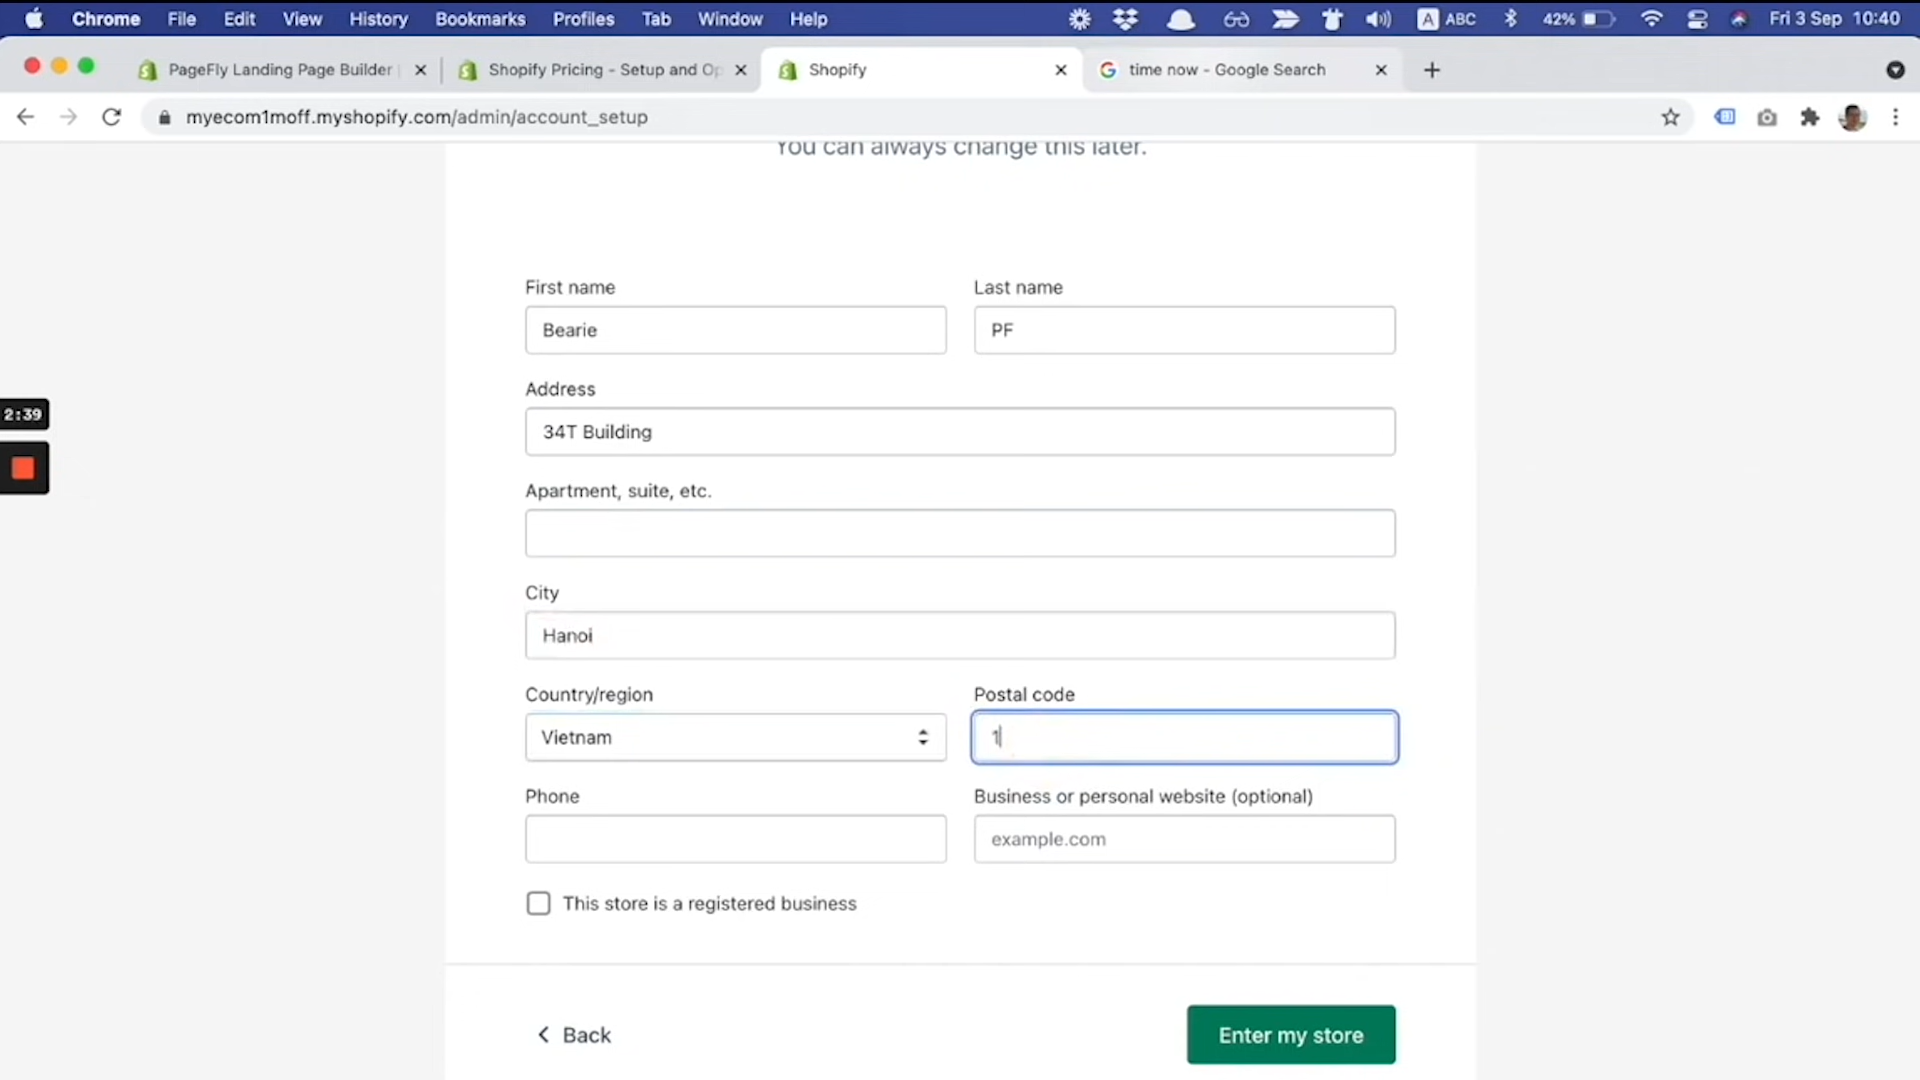 Chrome File Edit View History Bookmarks Profiles Tab Window Help A ABC 42% Fri 3 Sep 10:40
PageFly Landing Page Builder Shopify Pricing - Setup and Op Shopify time now - Google Search
myecom1moff.myshopify.com/admin/account_setup
You can always change this later.
First name Last name
Bearie PF
Address
34T Building
2:39
Apartment, suite, etc.
City
Hanoi
Country/region Postal code
Vietnam 1
Phone Business or personal website (optional)
example.com
This store is a registered business
Back Enter my store